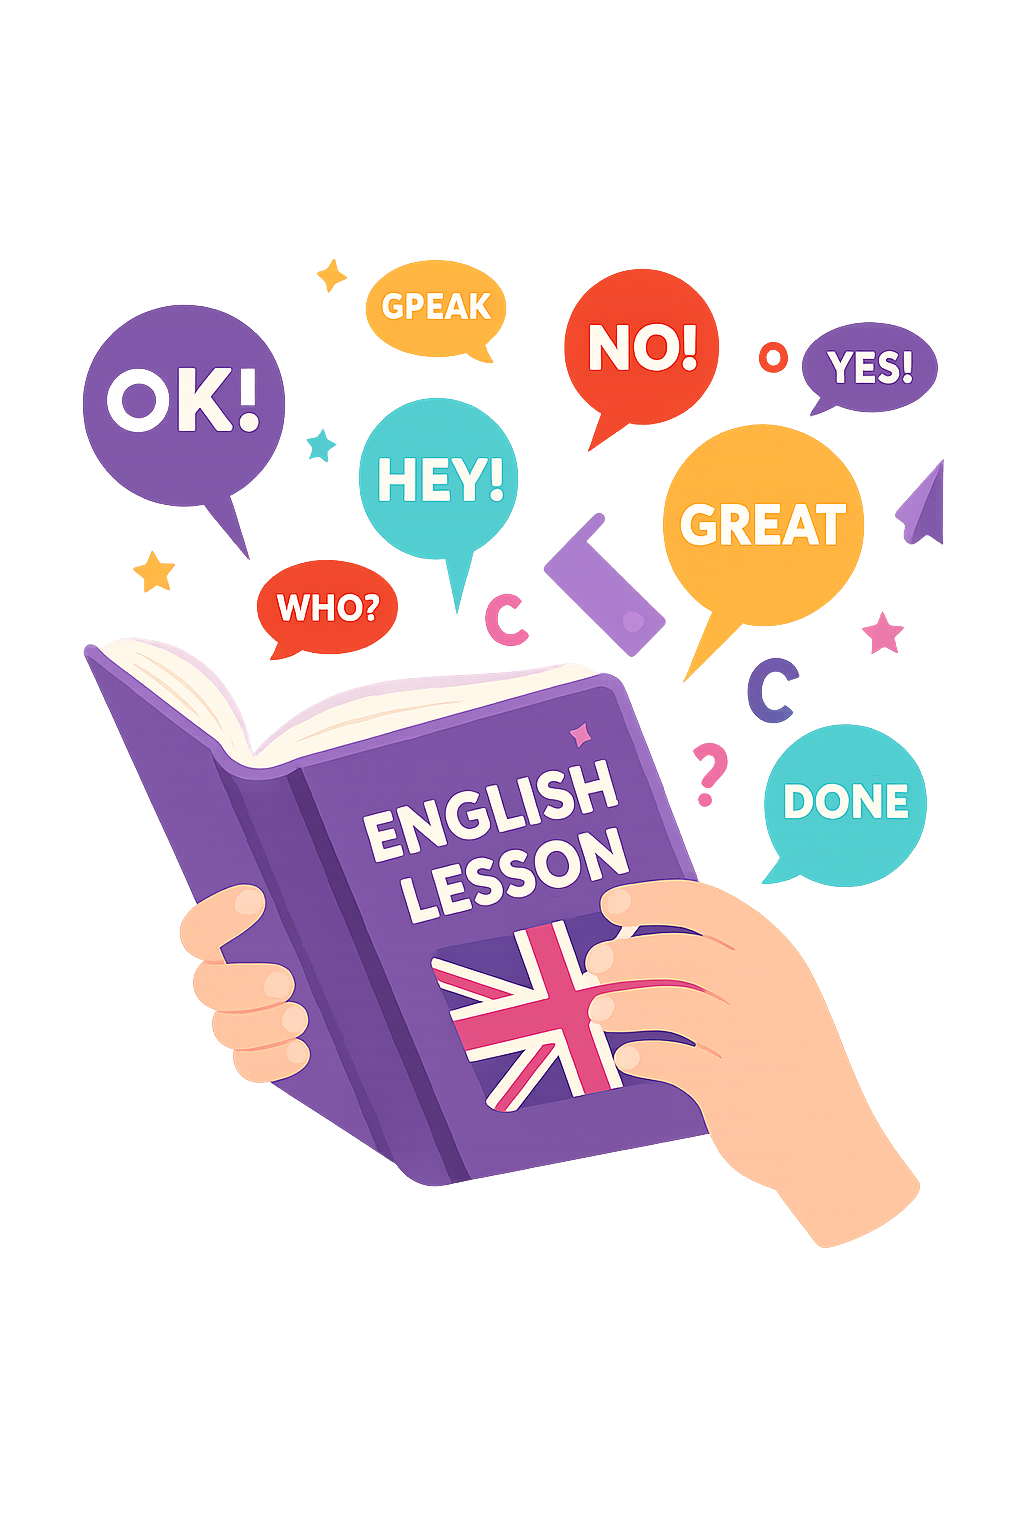 GPEAK
NO!
OK!
O
YES!
HEY!
GREAT
WHO?
C
C
?
DONE
ENGLISH
LESSON